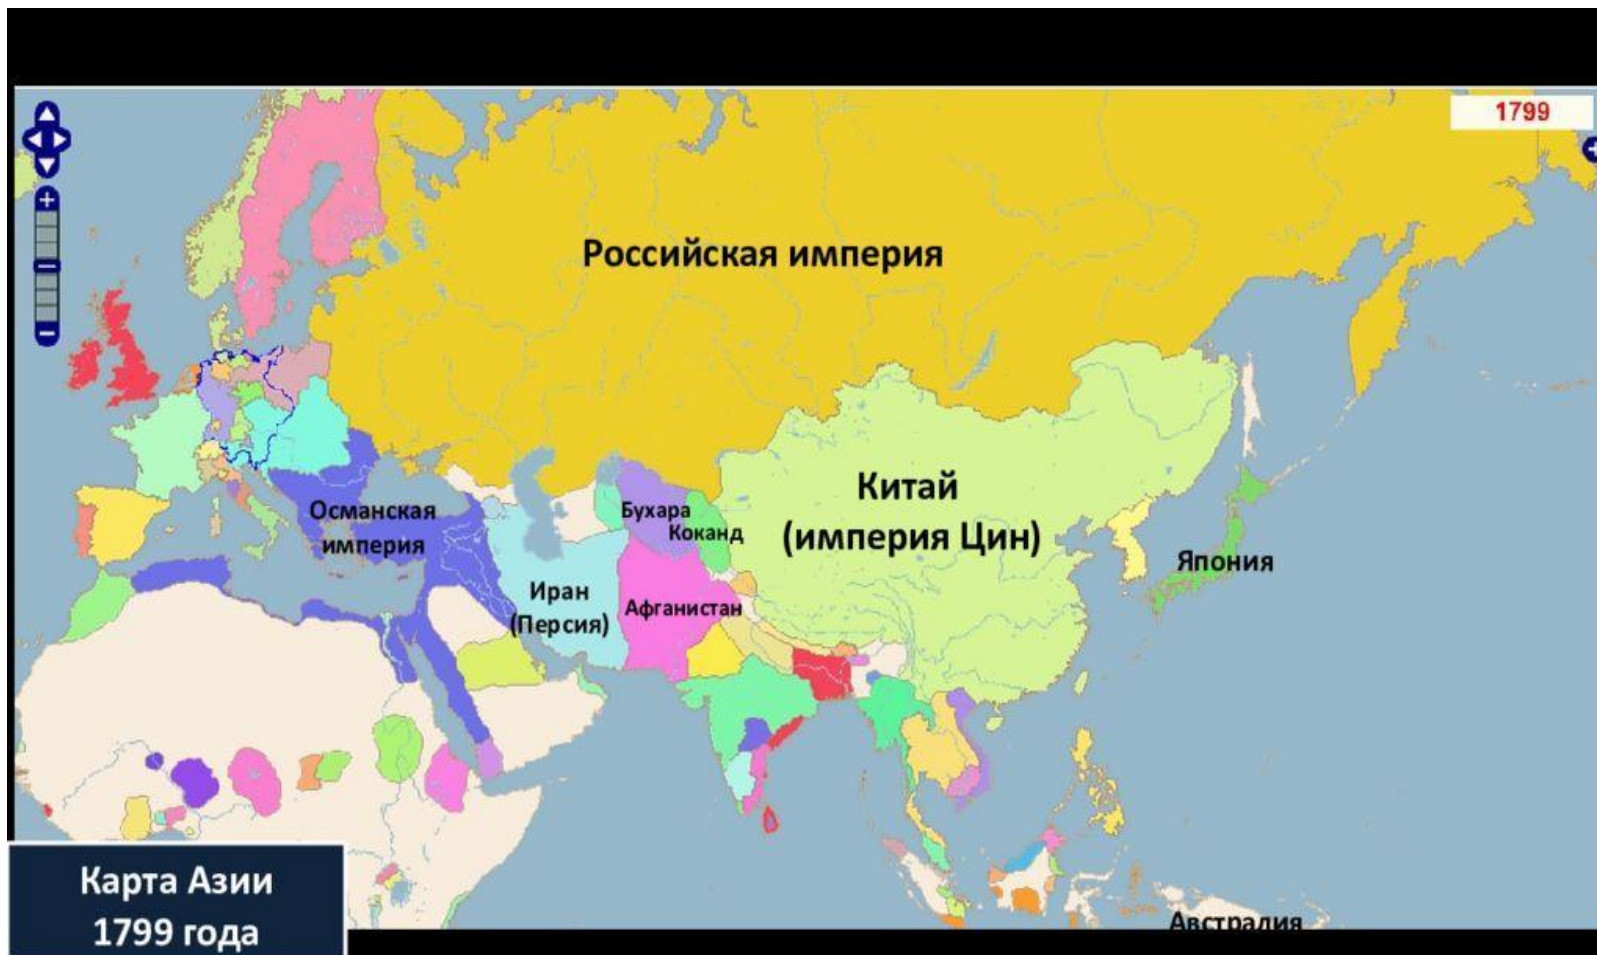 1799
Российская империя
Китай
(империя Цин)
Османская
империя
Бухара
Коканд
Япония
Иран
(Персия)
Афганистан
Карта Азии
1799 года
Австралия